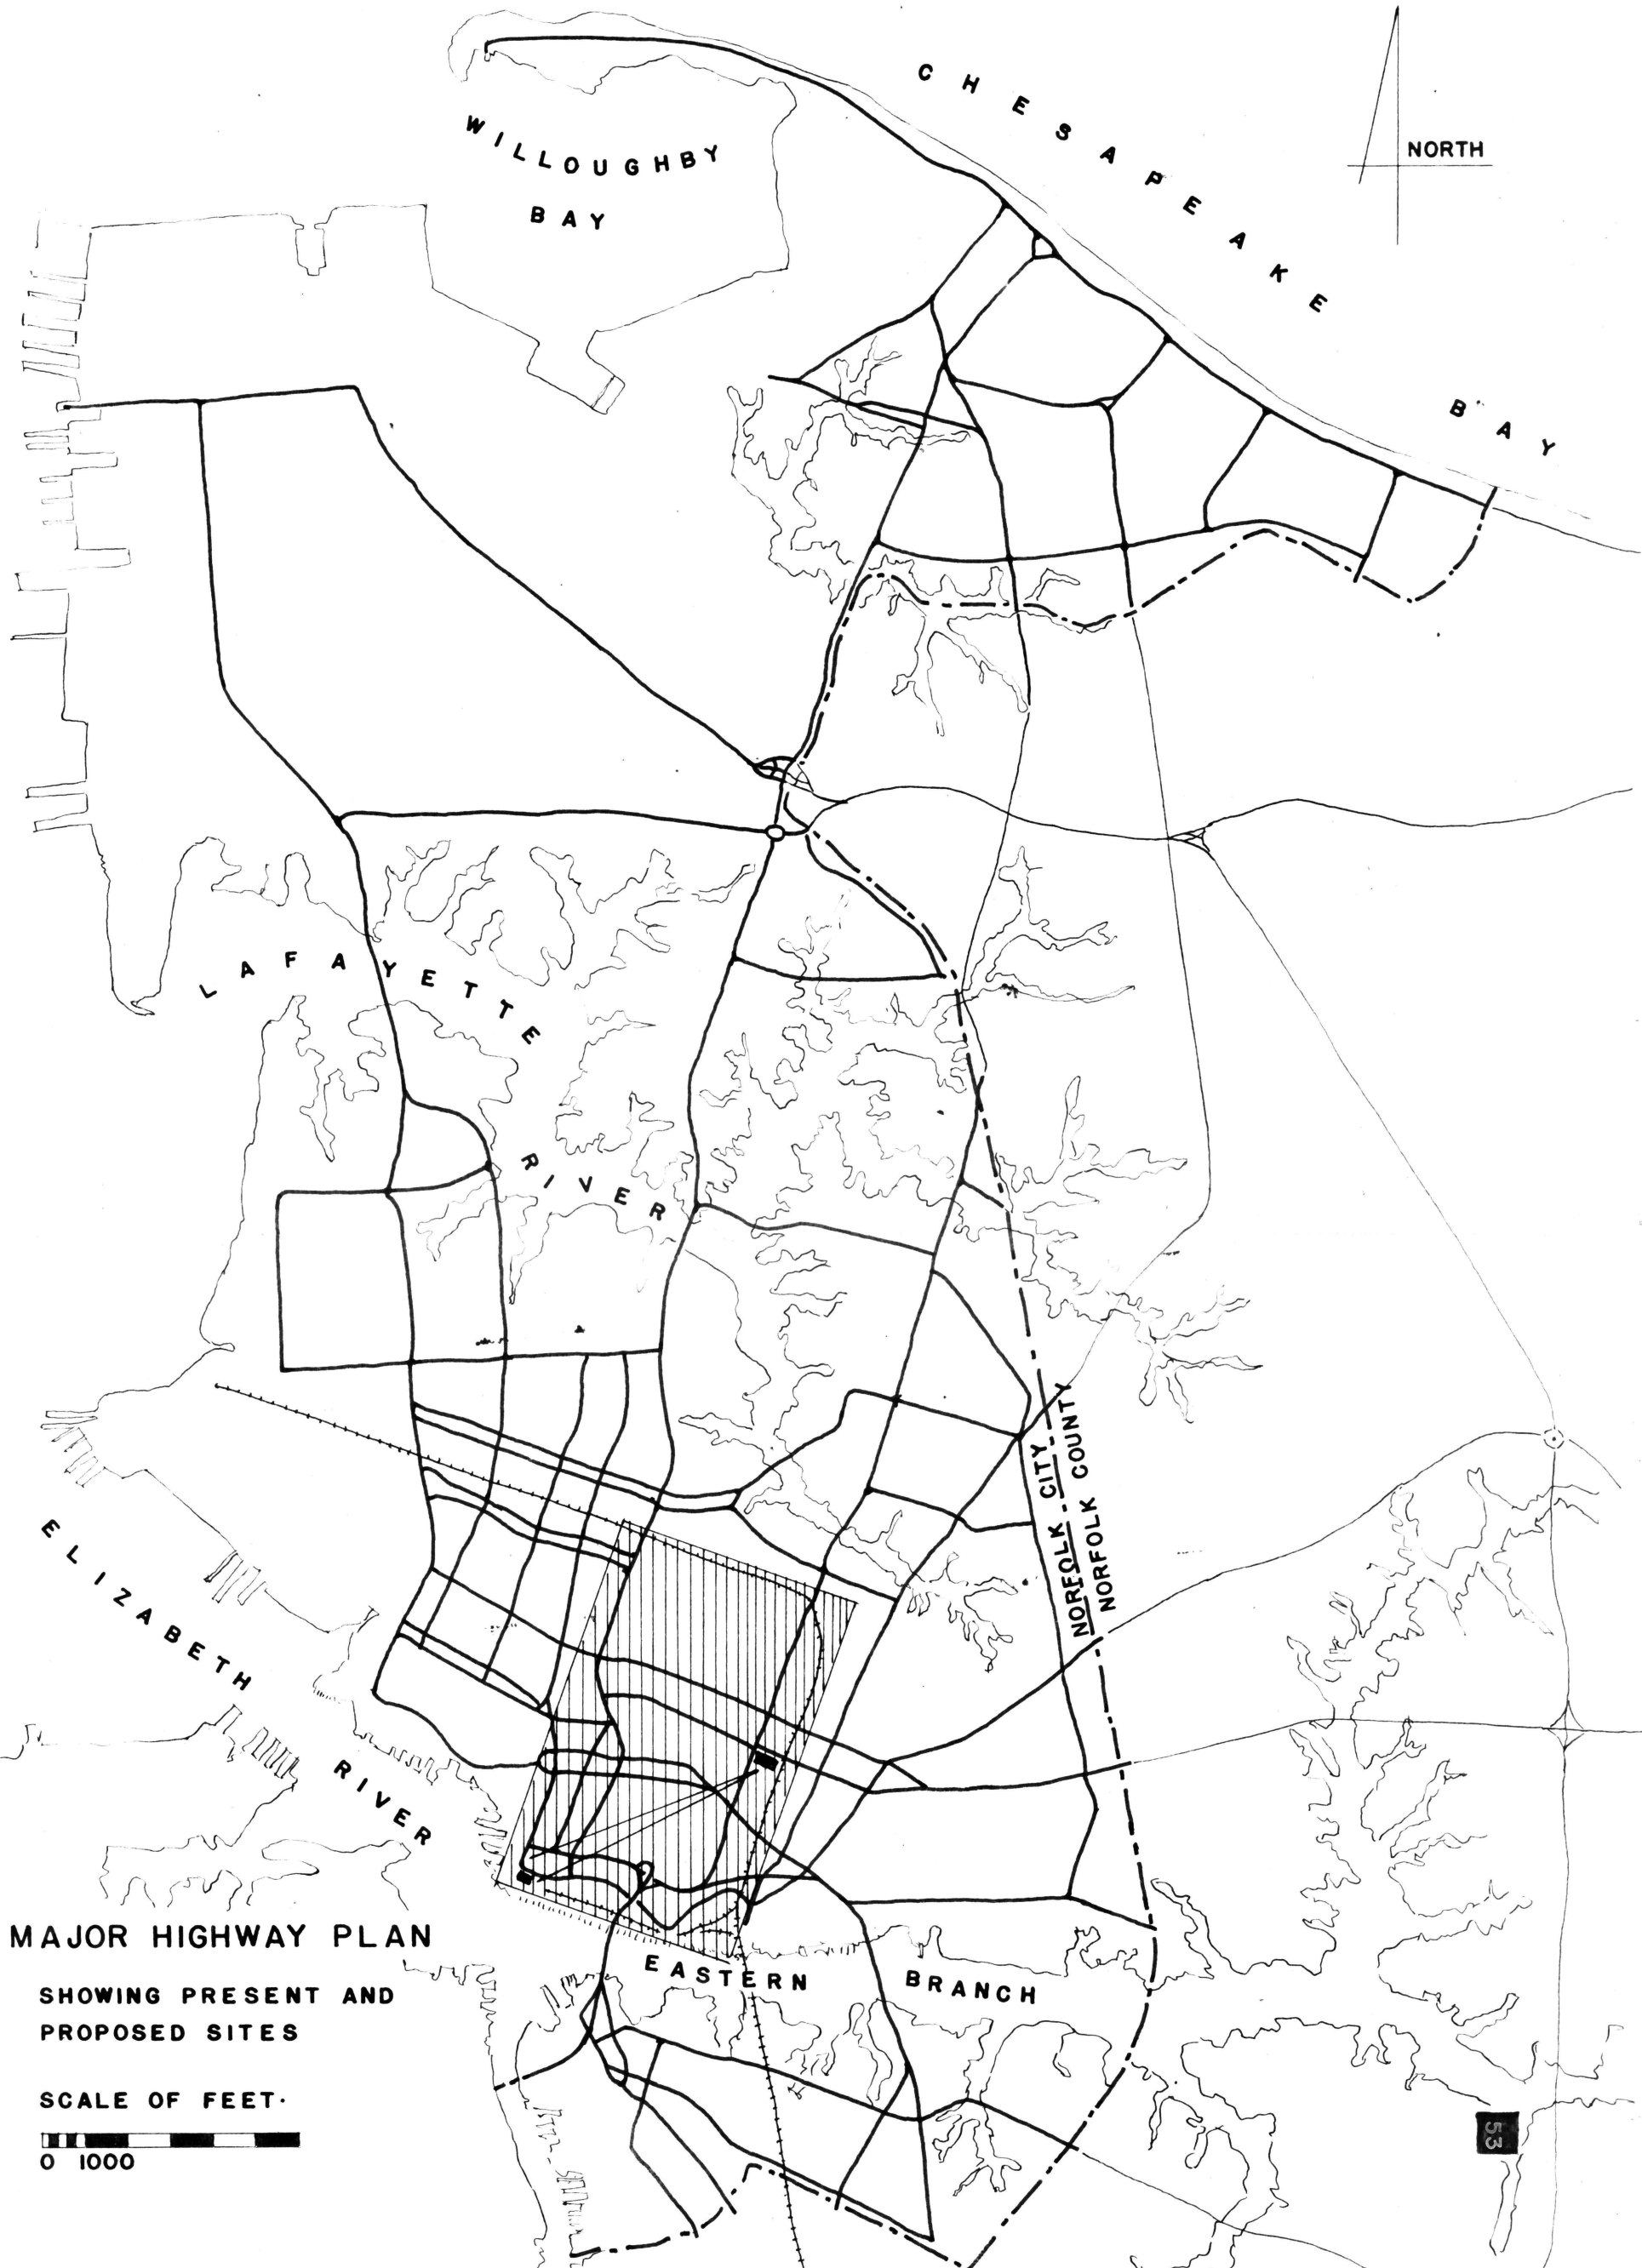 CHESAPEAKE
BAY
NORTH
WILLOUGHBY
BAY
LAFAYETTE
RIVER
NORFOLK CITY
NORFOLK COUNTY
ELIZABETH
RIVER
MAJOR HIGHWAY PLAN
SHOWING PRESENT AND
PROPOSED SITES
SCALE OF FEET.
0 1000
EASTERN BRANCH
53